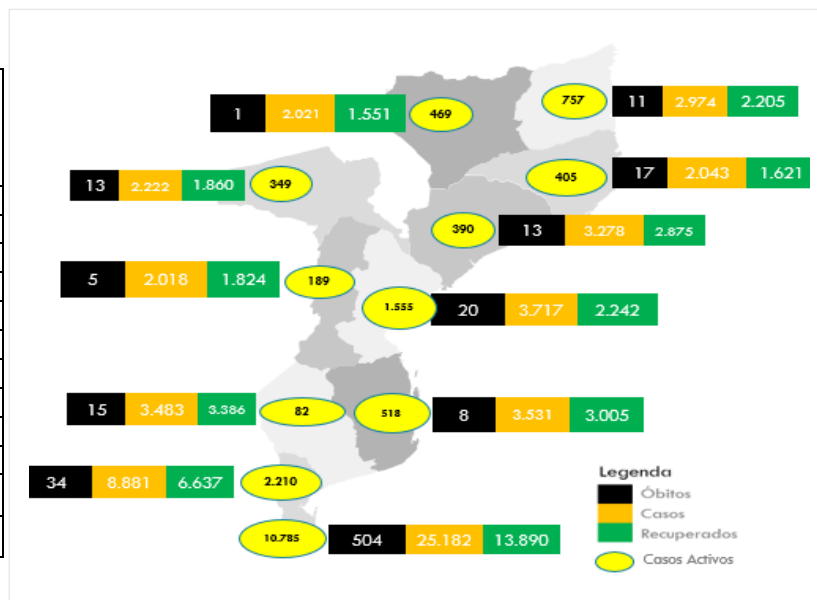 757 11 2.974 2.205
1 2.021 1.551 469
405 17 2.043 1.621
13 2.222 1.860 349
390 13 3.278 2.875
5 2.018 1.824 189
1.555 20 3.717 2.242
15 3.483 3.386 82
518 8 3.531 3.005
34 8.881 6.637 2.210
10.785 504 25.182 13.890
Legenda
Óbitos
Casos
Recuperados
Casos Activos